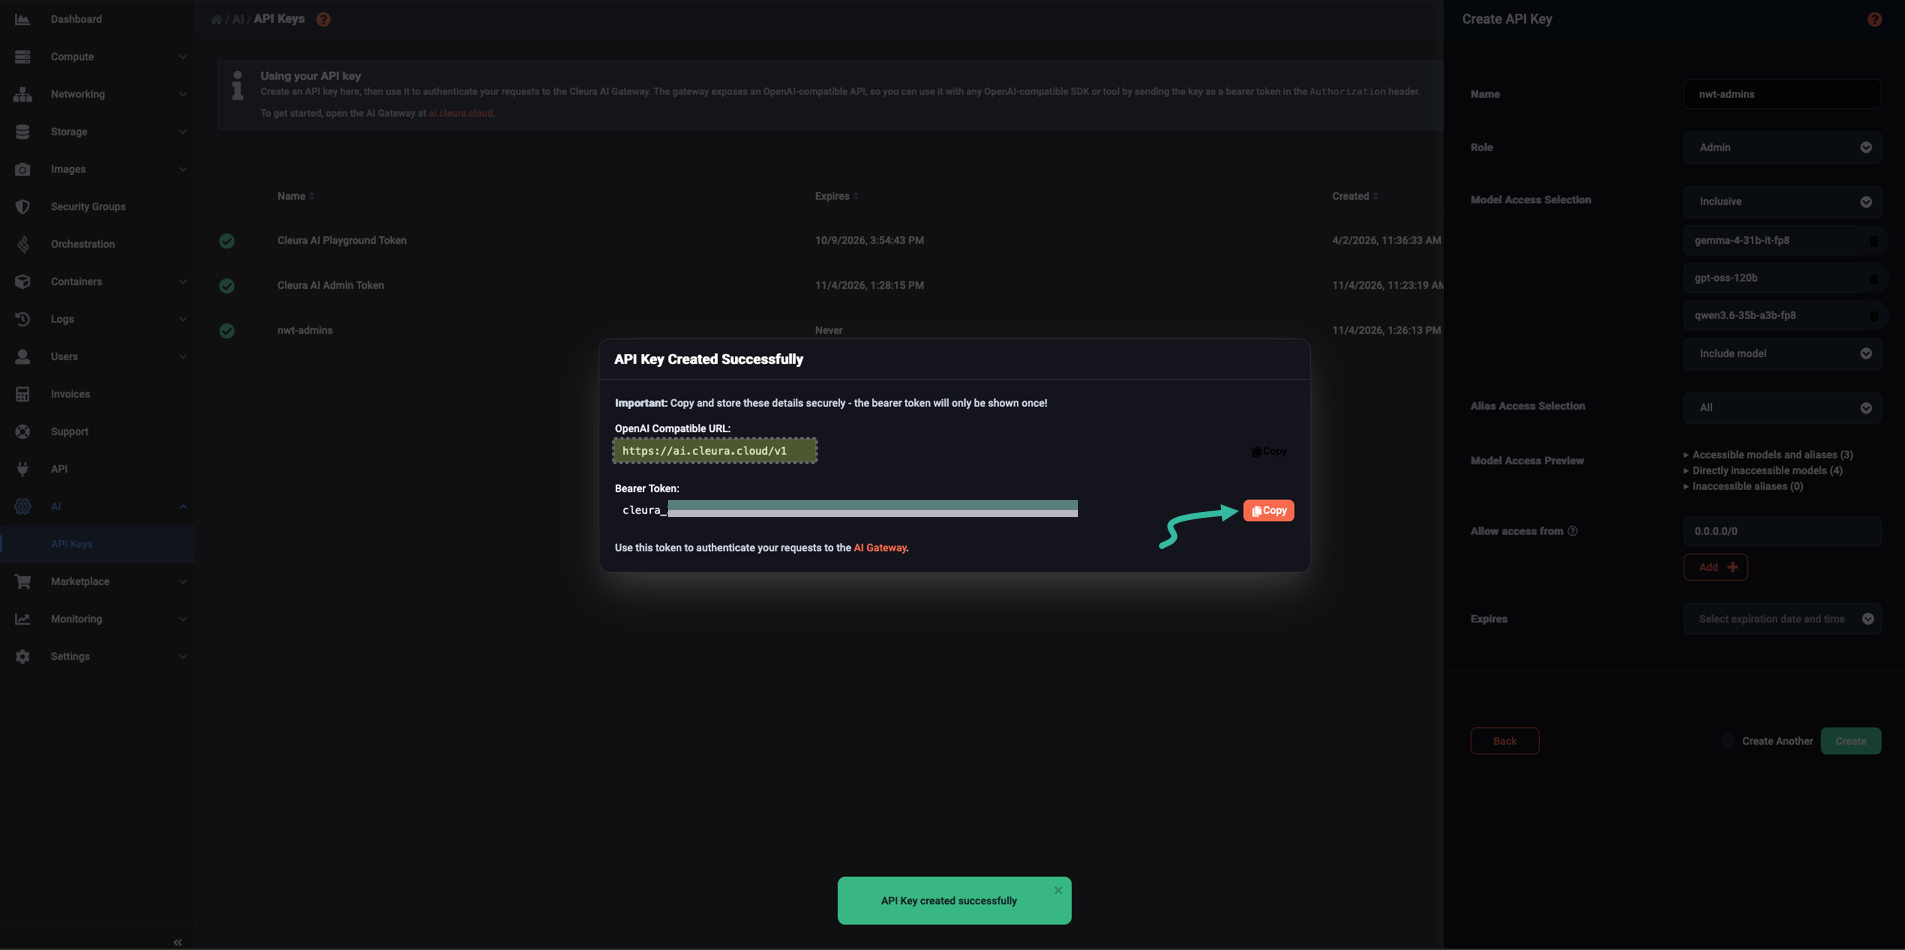 Dashboard
Compute
Networking
Storage
Images
Security Groups
Orchestration
Containers
Logs
Users
Invoices
Support
API
AI
API Keys
Marketplace
Monitoring
Settings
/ AI / API Keys ?
Using your API key
Create an API key here, then use it to authenticate your requests to the Cleura AI Gateway. The gateway exposes an OpenAI-compatible API, so you can use it with any OpenAI-compatible SDK or tool by sending the key as a bearer token in the Authorization header.
To get started, open the AI Gateway at ai.cleura.cloud.
Name Expires Created
Cleura AI Playground Token 10/9/2026, 3:54:43 PM 4/2/2026, 11:36:33 AM
Cleura AI Admin Token 11/4/2026, 1:28:15 PM 11/4/2026, 11:23:19 AM
nwt-admins Never 11/4/2026, 1:26:13 PM
API Key Created Successfully
Important: Copy and store these details securely - the bearer token will only be shown once!
OpenAI Compatible URL:
https://ai.cleura.cloud/v1 Copy
Bearer Token:
cleura_ Copy
Use this token to authenticate your requests to the AI Gateway.
API Key created successfully
Create API Key ?
Name nwt-admins
Role Admin
Model Access Selection Inclusive
gemma-4-31b-it-fp8
gpt-oss-120b
qwen3.6-35b-a3b-fp8
Include model
Alias Access Selection All
Model Access Preview
Accessible models and aliases (3)
Directly inaccessible models (4)
Inaccessible aliases (0)
Allow access from ? 0.0.0.0/0
Add +
Expires Select expiration date and time
Back Create Another Create